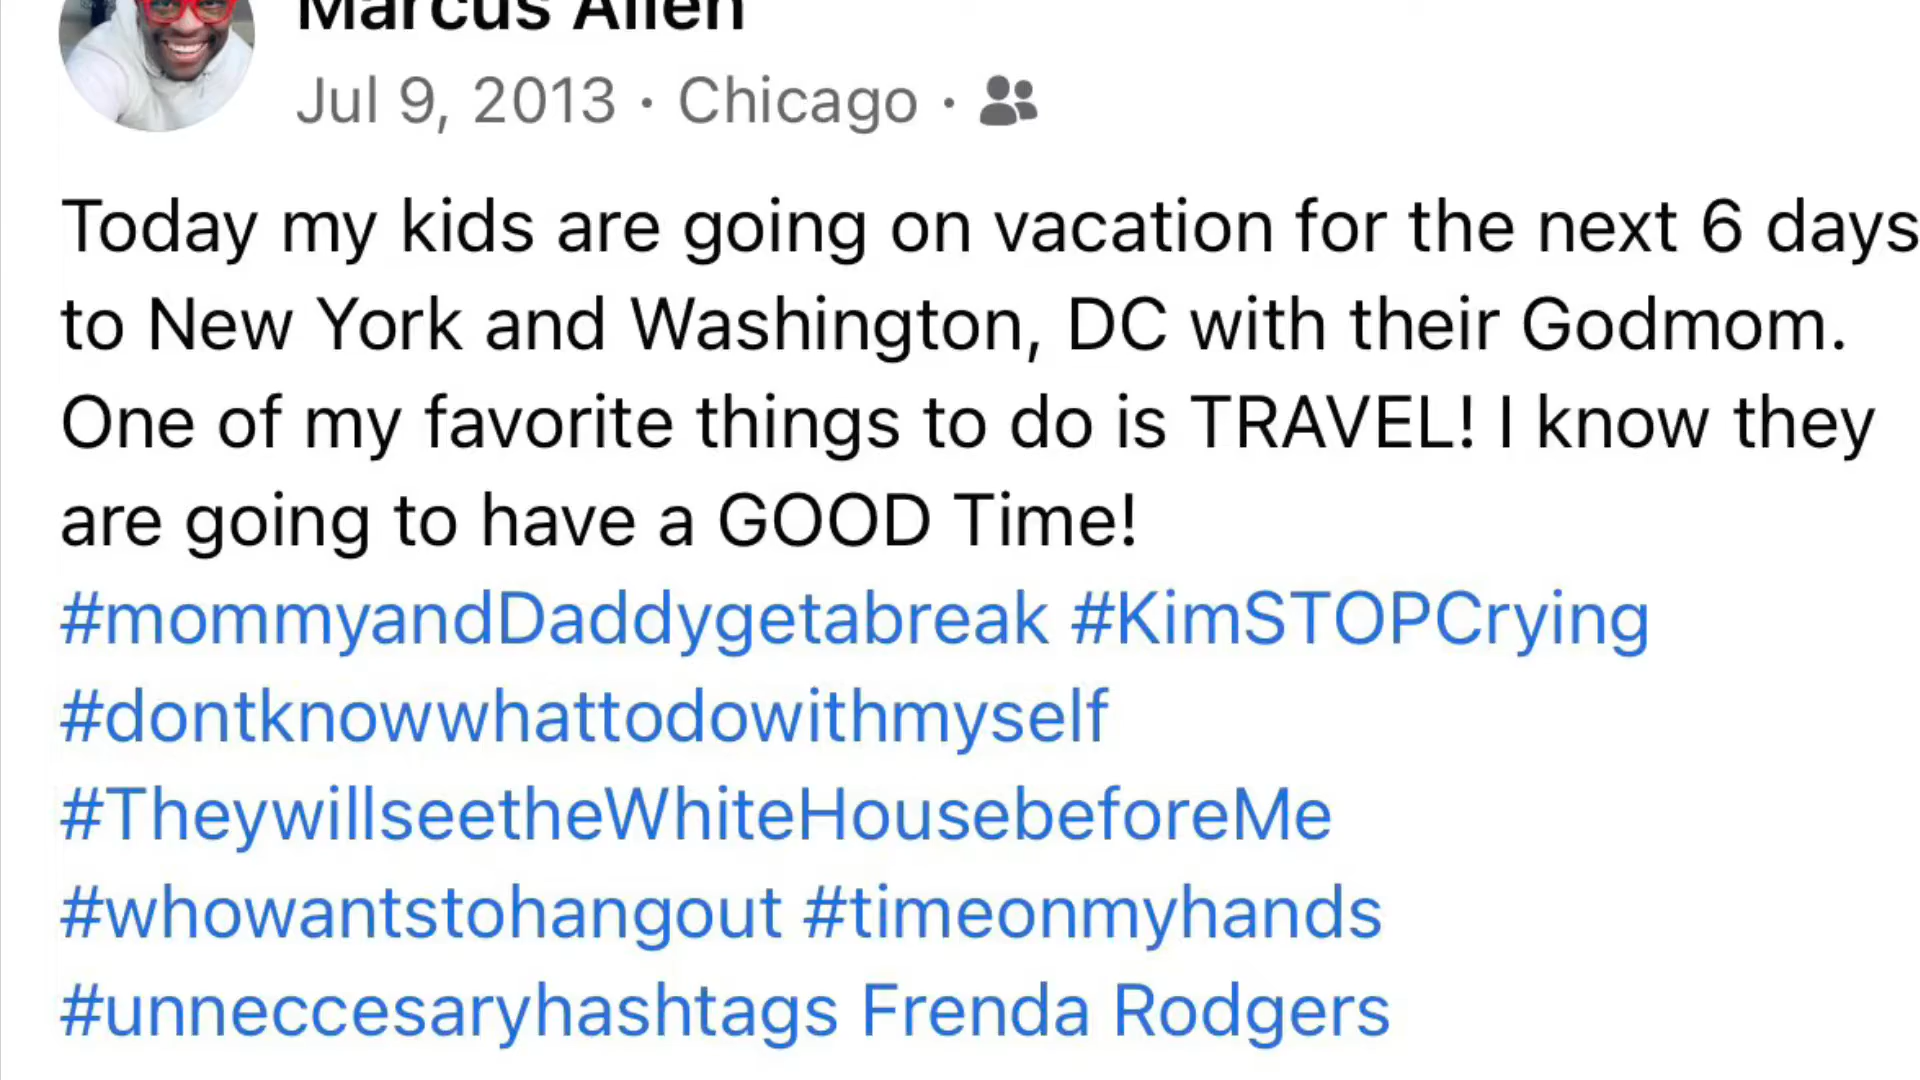 Marcus Allen
Jul 9, 2013 · Chicago ·
Today my kids are going on vacation for the next 6 days
to New York and Washington, DC with their Godmom.
One of my favorite things to do is TRAVEL! I know they
are going to have a GOOD Time!
#mommyandDaddygetabreak #KimSTOPCrying
#dontknowwhattodowithmyself
#TheywillseetheWhiteHousebeforeMe
#whowantstohangout #timeonmyhands
#unneccesaryhashtags Frenda Rodgers